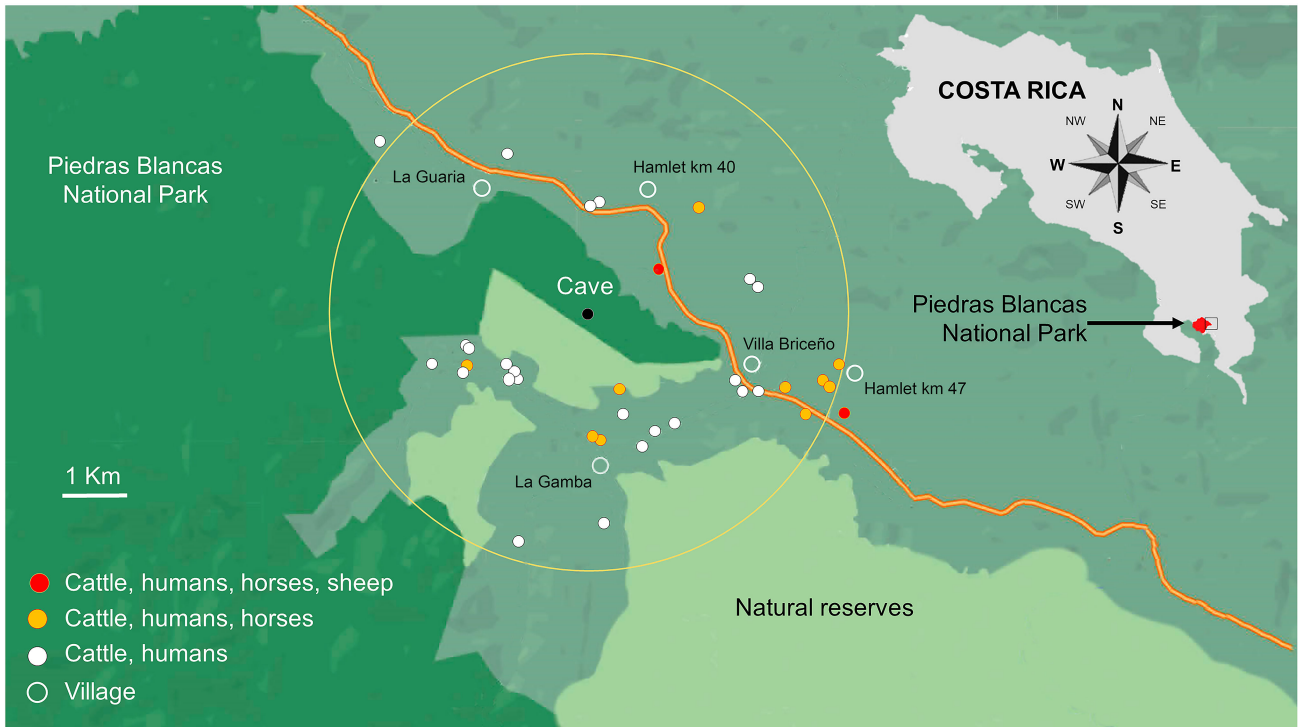 COSTA RICA
N
NW
NE
W
E
SW
SE
S
Piedras Blancas
National Park
La Guaria
Hamlet km 40
Cave
Piedras Blancas
National Park
Villa Briceño
Hamlet km 47
La Gamba
1 Km
Cattle, humans, horses, sheep
Cattle, humans, horses
Cattle, humans
Village
Natural reserves